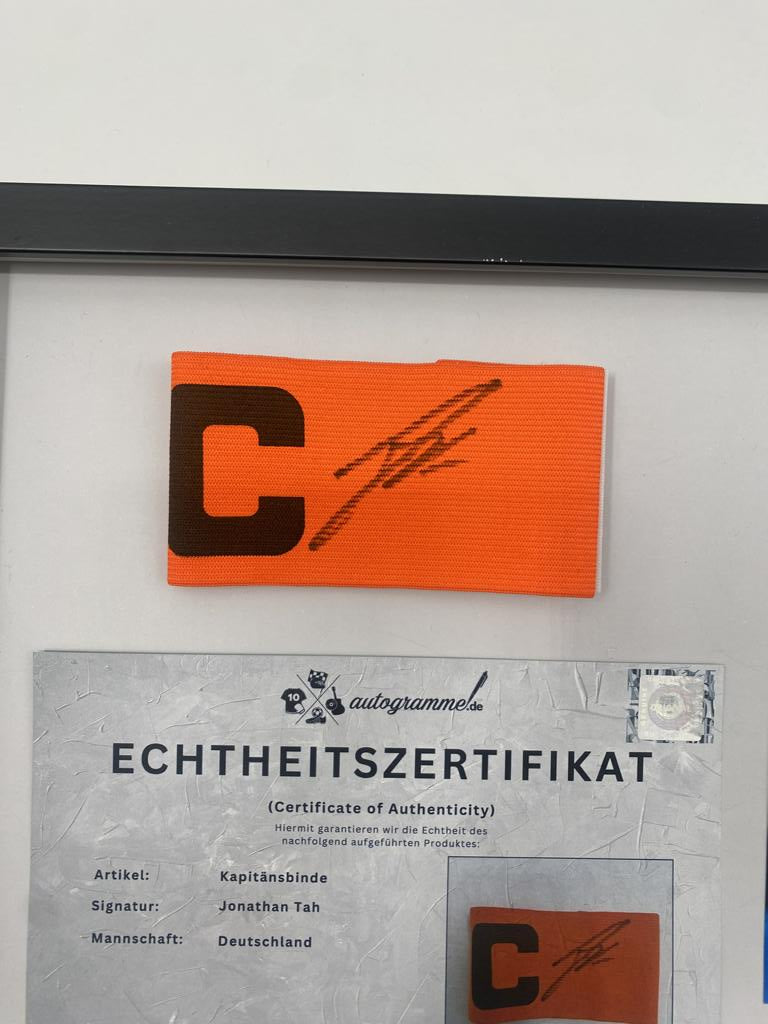 C
10
autogramme.de
ECHTHEITSZERTIFIKAT
(Certificate of Authenticity)
Hiermit garantieren wir die Echtheit des
nachfolgend aufgeführten Produktes:
Artikel: Kapitänsbinde
Signatur: Jonathan Tah
Mannschaft: Deutschland
C